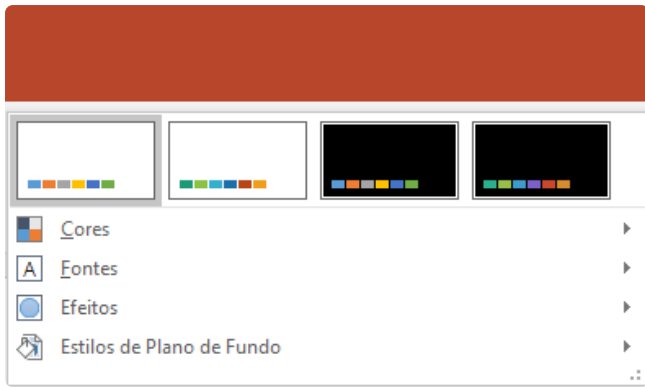 Cores
A Fontes
Efeitos
Estilos de Plano de Fundo